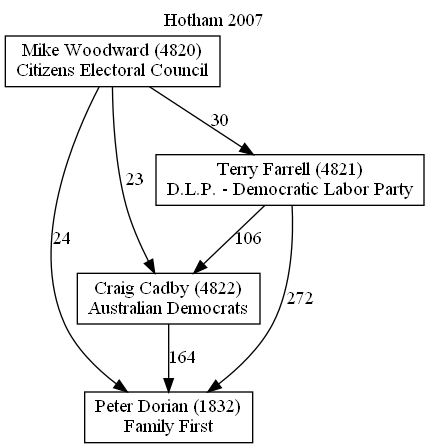 Hotham 2007
Mike Woodward (4820)
Citizens Electoral Council
30
Terry Farrell (4821)
D.L.P. - Democratic Labor Party
23
24
106
Craig Cadby (4822)
Australian Democrats
272
164
Peter Dorian (1832)
Family First